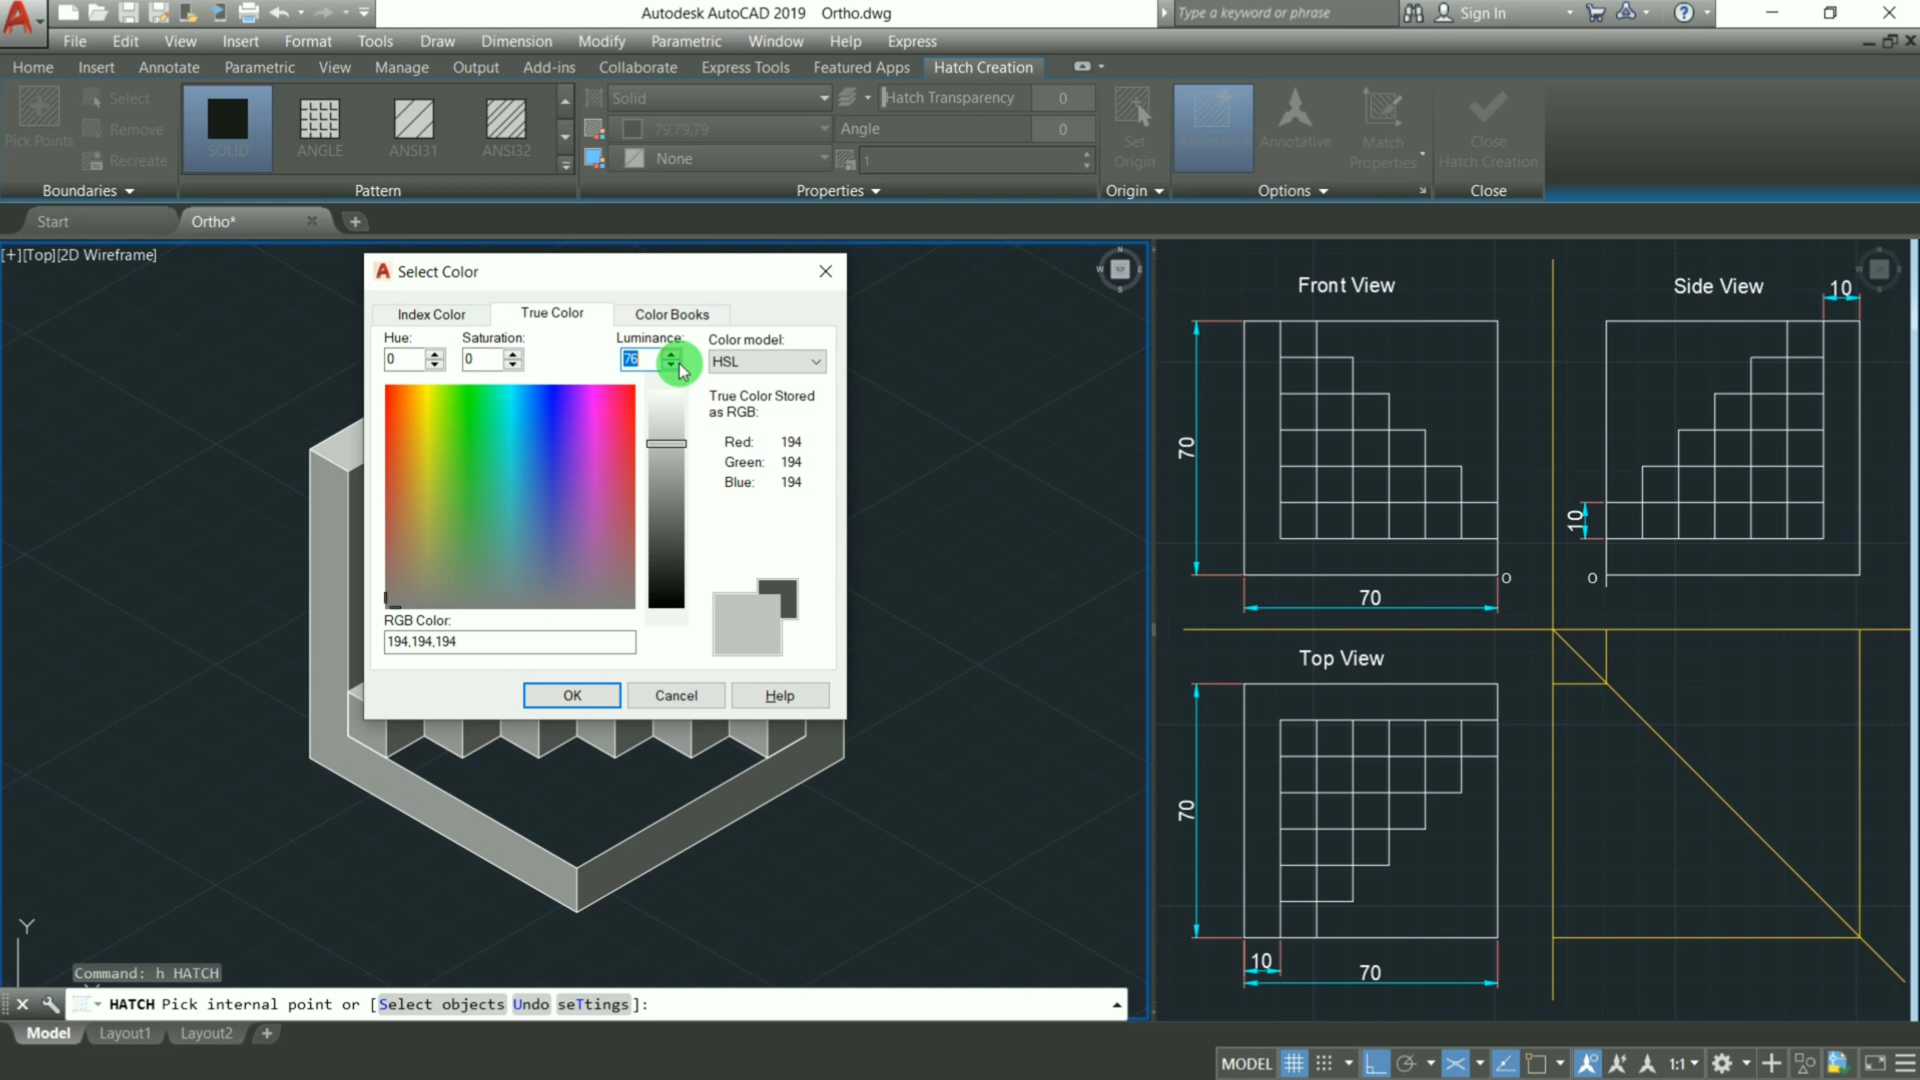 Autodesk AutoCAD 2019 Ortho.dwg
Type a keyword or phrase
Sign In
File Edit View Insert Format Tools Draw Dimension Modify Parametric Window Help Express
Home Insert Annotate Parametric View Manage Output Add-ins Collaborate Express Tools Featured Apps Hatch Creation
Pick Points
Select
Remove
Recreate
Boundaries
SOLID
ANGLE
ANSI31
ANSI32
Pattern
Solid
79,79,79
None
Hatch Transparency 0
Angle 0
1
Properties
Set
Origin
Origin
Associative
Annotative
Match
Properties
Options
Close
Hatch Creation
Close
Start
Ortho*
[+][Top][2D Wireframe]
N
W TOP E
S
Select Color
Index Color
True Color
Color Books
Hue:
0
Saturation:
0
Luminance:
76
Color model:
HSL
True Color Stored
as RGB:
Red: 194
Green: 194
Blue: 194
RGB Color:
194,194,194
OK
Cancel
Help
Front View
70
70
O
Side View
10
10
O
Top View
70
10
70
Y
Command: h HATCH
HATCH Pick internal point or [Select objects Undo seTtings]:
Model
Layout1
Layout2
MODEL
1:1